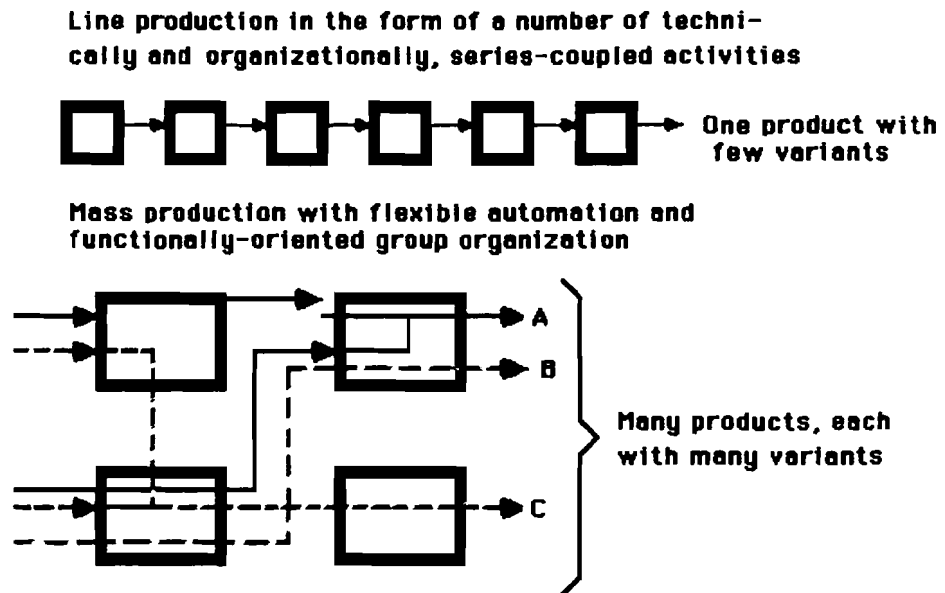 Line production in the form of a number of techni-
cally and organizationally, series-coupled activities
One product with
few variants
Mass production with flexible automation and
functionally-oriented group organization
A
B
Many products, each
with many variants
C